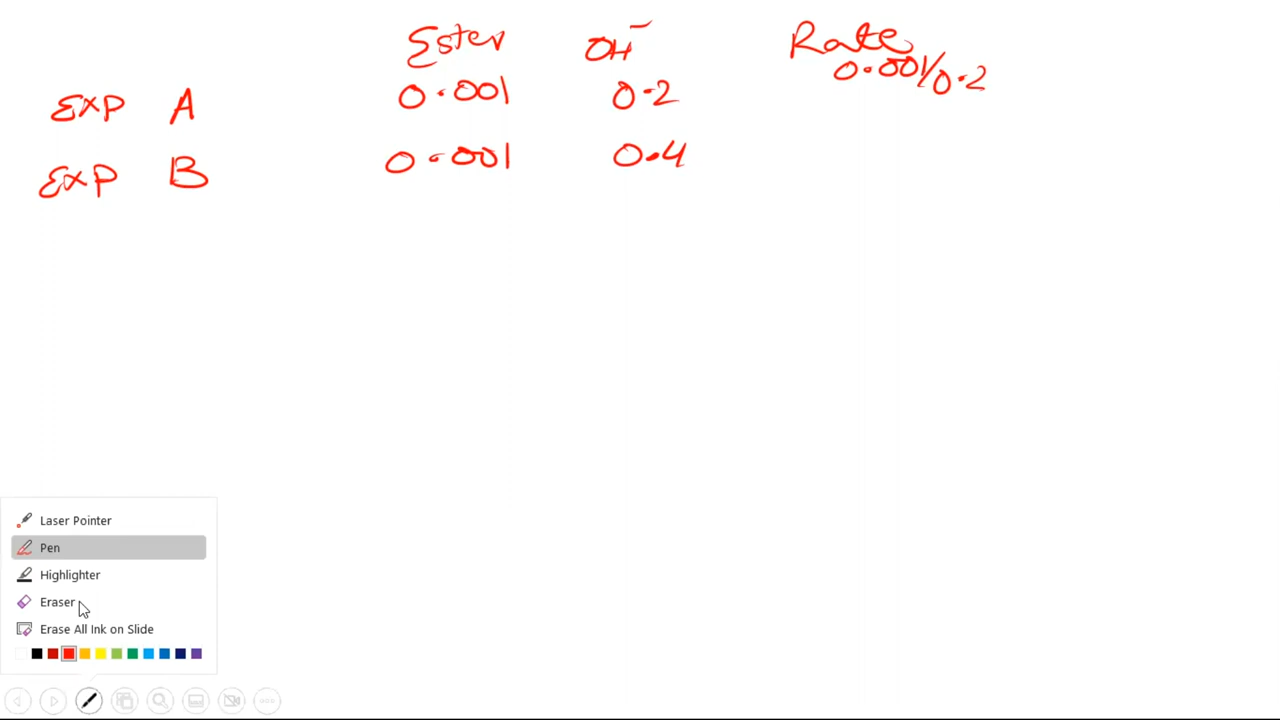 Ester OH⁻ Rate
0.001/0.2
Exp A 0.001 0.2
Exp B 0.001 0.4
Laser Pointer
Pen
Highlighter
Eraser
Erase All Ink on Slide